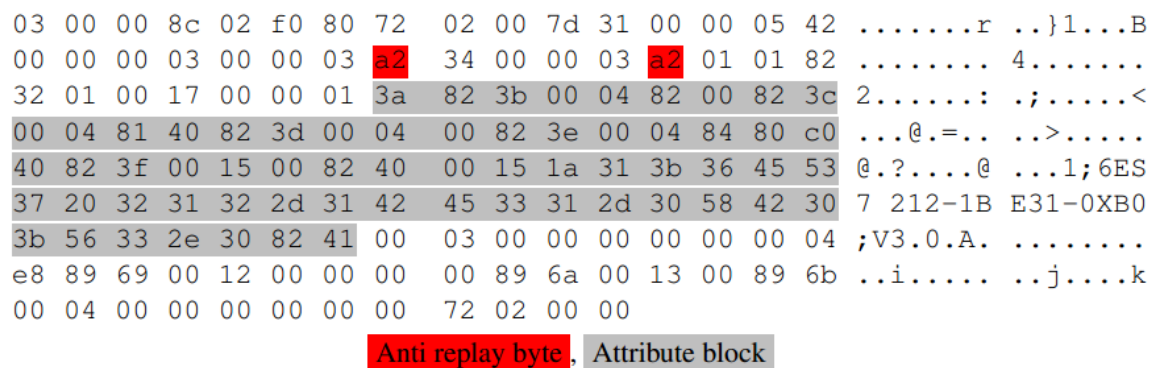 03 00 00 8c 02 f0 80 72 02 00 7d 31 00 00 05 42 .......r ..}1...B
00 00 00 03 00 00 03 a2 34 00 00 03 a2 01 01 82 ........ 4.......
32 01 00 17 00 00 01 3a 82 3b 00 04 82 00 82 3c 2......: .;.....<
00 04 81 40 82 3d 00 04 00 82 3e 00 04 84 80 c0 ...@.=.. ..>.....
40 82 3f 00 15 00 82 40 00 15 1a 31 3b 36 45 53 @.?....@ ...1;6ES
37 20 32 31 32 2d 31 42 45 33 31 2d 30 58 42 30 7 212-1B E31-0XB0
3b 56 33 2e 30 82 41 00 03 00 00 00 00 00 00 04 ;V3.0.A. ........
e8 89 69 00 12 00 00 00 00 89 6a 00 13 00 89 6b ..i..... ..j....k
00 04 00 00 00 00 00 00 72 02 00 00
Anti replay byte , Attribute block